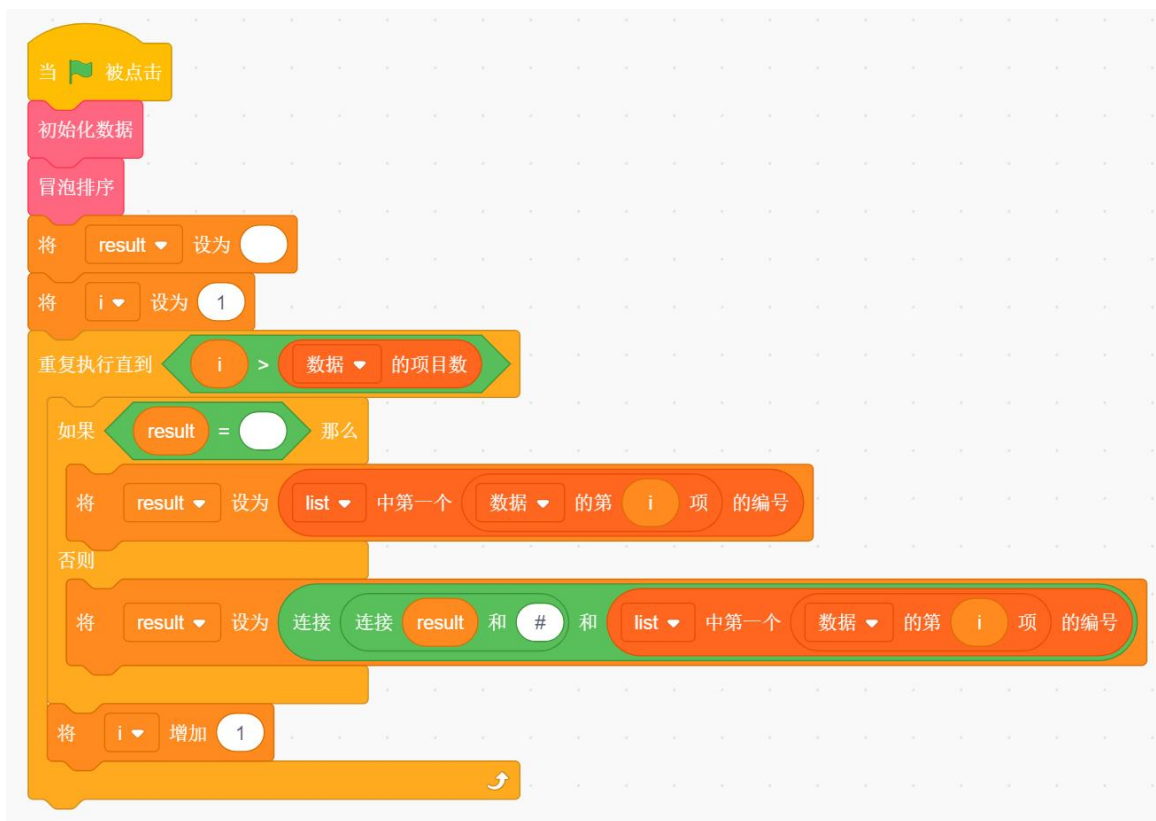 当 被点击
初始化数据
冒泡排序
将 result 设为
将 i 设为 1
重复执行直到 i > 数据 的项目数
如果 result = 那么
将 result 设为 list 中第一个 数据 的第 i 项 的编号
否则
将 result 设为 连接 连接 result 和 # 和 list 中第一个 数据 的第 i 项 的编号
将 i 增加 1